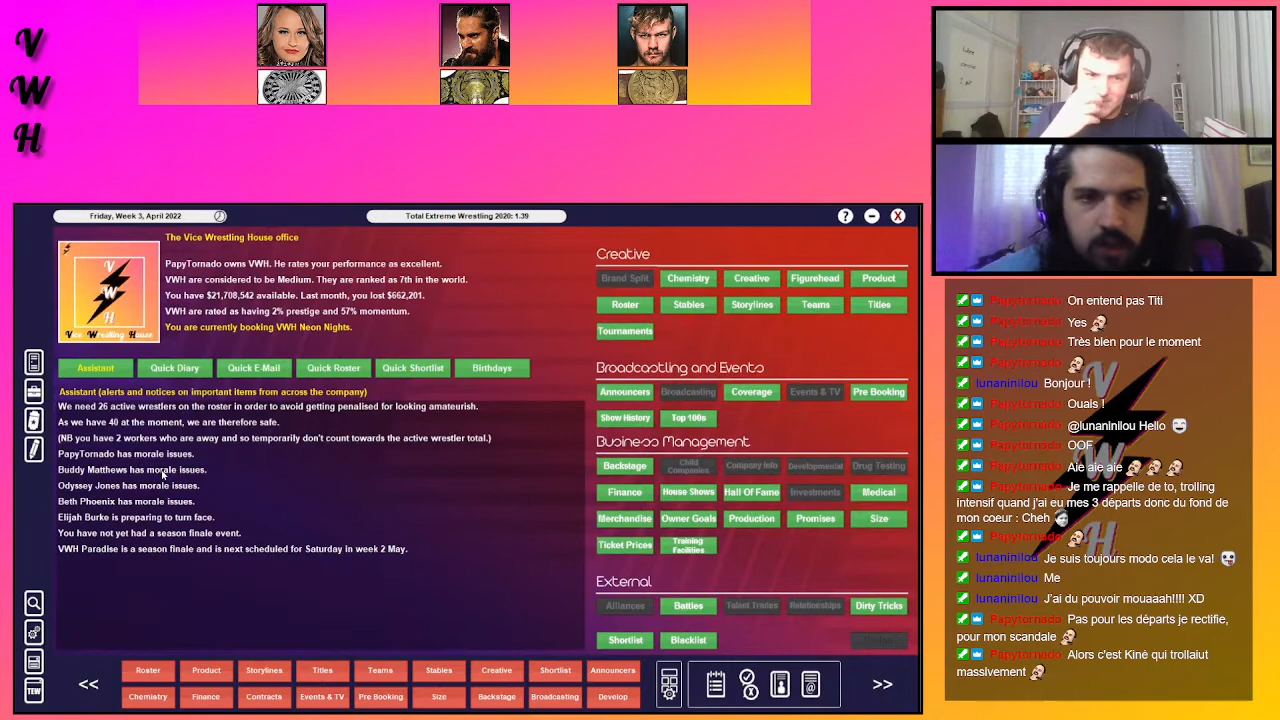 V
W
H
Friday, Week 3, April 2022
Total Extreme Wrestling 2020: 1.39
?
X
The Vice Wrestling House office
V
W
H
Vice Wrestling House
PapyTornado owns VWH. He rates your performance as excellent.
VWH are considered to be Medium. They are ranked as 7th in the world.
You have $21,708,542 available. Last month, you lost $662,201.
VWH are rated as having 2% prestige and 57% momentum.
You are currently booking VWH Neon Nights.
Assistant Quick Diary Quick E-Mail Quick Roster Quick Shortlist Birthdays
Assistant (alerts and notices on important items from across the company)
We need 26 active wrestlers on the roster in order to avoid getting penalised for looking amateurish.
As we have 40 at the moment, we are therefore safe.
(NB you have 2 workers who are away and so temporarily don't count towards the active wrestler total.)
PapyTornado has morale issues.
Buddy Matthews has morale issues.
Odyssey Jones has morale issues.
Beth Phoenix has morale issues.
Elijah Burke is preparing to turn face.
You have not yet had a season finale event.
VWH Paradise is a season finale and is next scheduled for Saturday in week 2 May.
Creative
Brand Split Chemistry Creative Figurehead Product
Roster Stables Storylines Teams Titles
Tournaments
Broadcastling and Events
Announcers Broadcasting Coverage Events & TV Pre Booking
Show History Top 100s
Business Management
Backstage Child Companies Company Info Developmental Drug Testing
Finance House Shows Hall Of Fame Investments Medical
Merchandise Owner Goals Production Promises Size
Ticket Prices Training Facilities
External
Alliances Battles Talent Trades Relationships Dirty Tricks
Shortlist Blacklist
TEW
<<
Roster Product Storylines Titles Teams Stables Creative Shortlist Announcers
Chemistry Finance Contracts Events & TV Pre Booking Size Backstage Broadcasting Develop
>>
Papytornado On entend pas Titi
Papytornado Yes
Papytornado Très bien pour le moment
Papytornado
lunaninilou Bonjour !
Papytornado Ouals !
Papytornado @lunaninilou Hello
Papytornado OOF
Papytornado Aïe aïe aïe
Papytornado Je me rappelle de to, trolling
intensif quand j'ai eu mes 3 départs donc du fond de
mon coeur : Cheh
Papytornado
lunaninilou Je suis toujours modo cela le va!
lunaninilou Me
lunaninilou J'ai du pouvoir mouaaah!!!! XD
Papytornado Pas pour les départs je rectifie,
pour mon scandale
Papytornado Alors c'est Kiné qui trollaiut
massivement